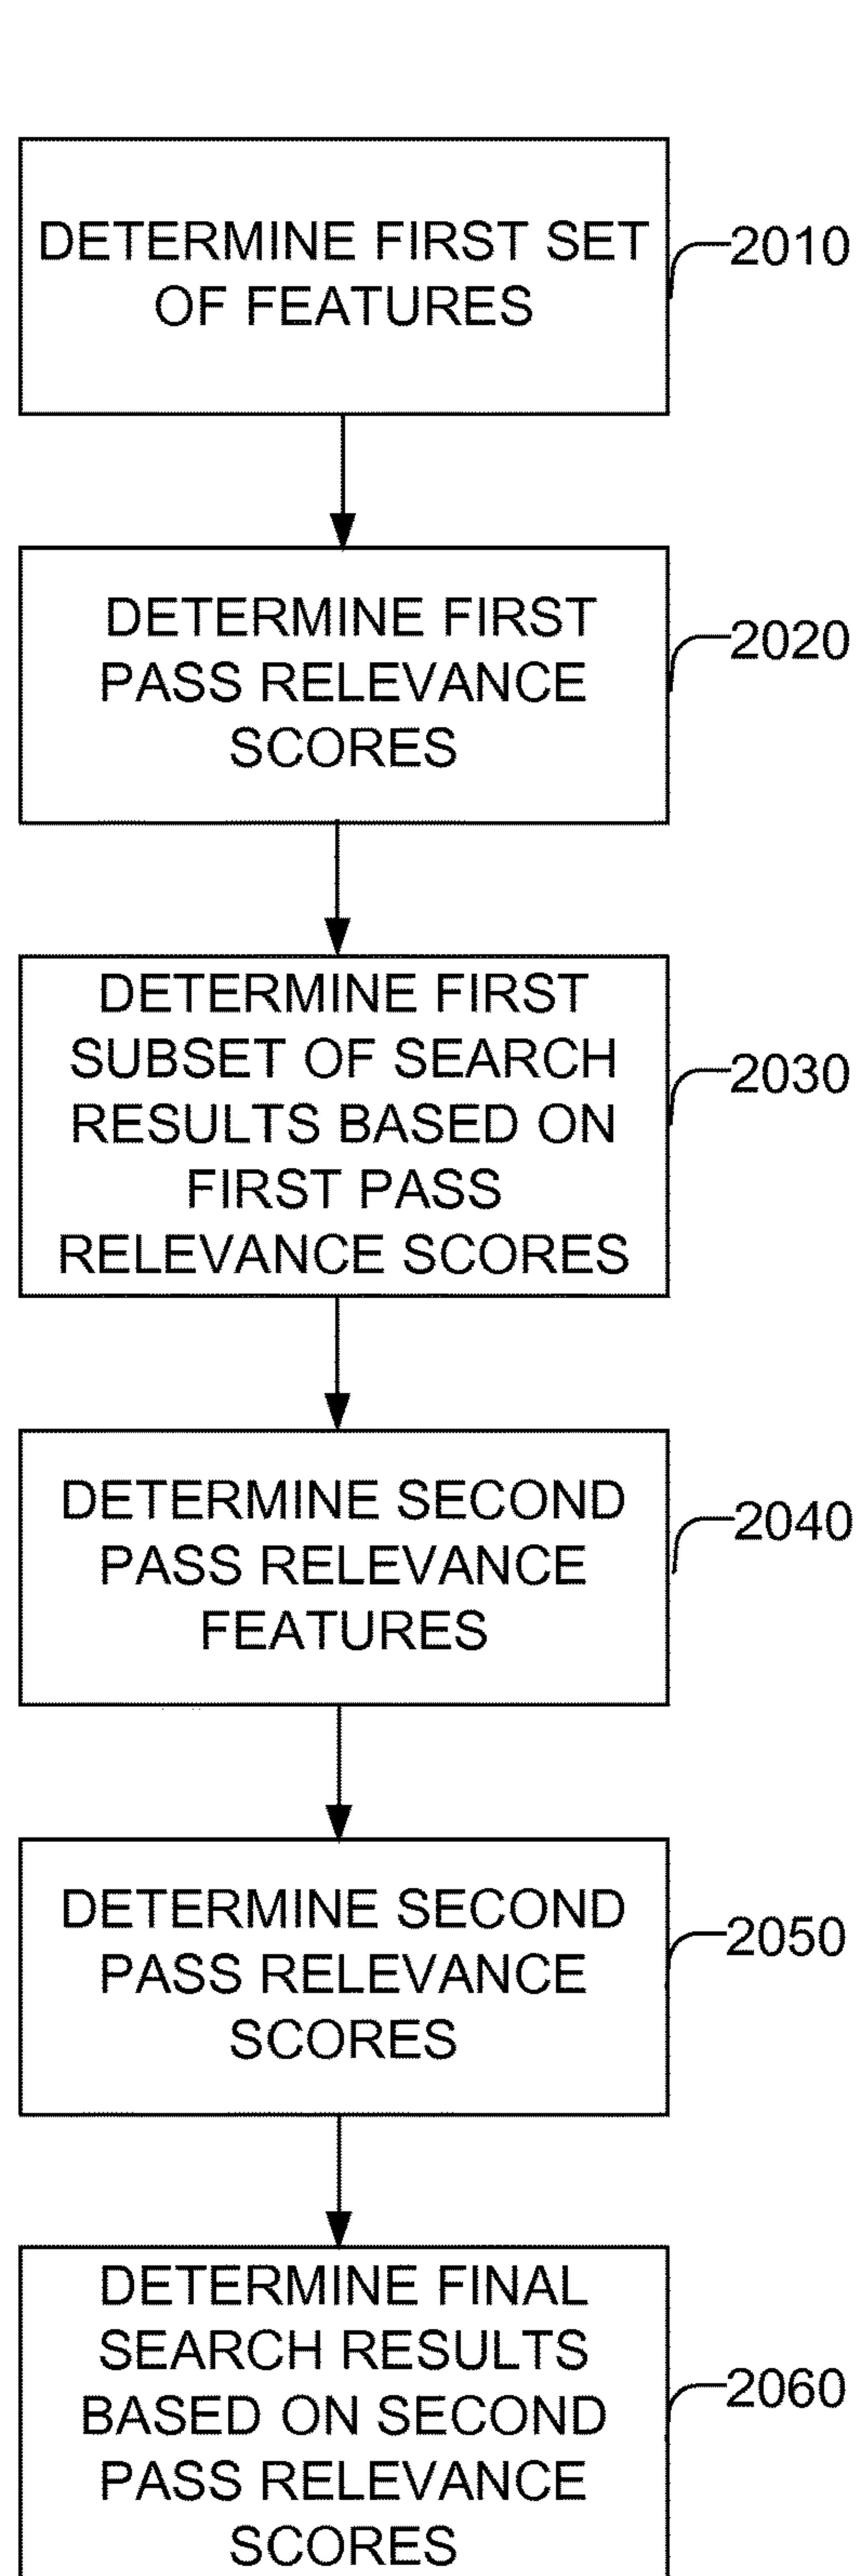 DETERMINE FIRST SET
OF FEATURES
2010
DETERMINE FIRST
PASS RELEVANCE
SCORES
2020
DETERMINE FIRST
SUBSET OF SEARCH
RESULTS BASED ON
FIRST PASS
RELEVANCE SCORES
2030
DETERMINE SECOND
PASS RELEVANCE
FEATURES
2040
DETERMINE SECOND
PASS RELEVANCE
SCORES
2050
DETERMINE FINAL
SEARCH RESULTS
BASED ON SECOND
PASS RELEVANCE
SCORES
2060